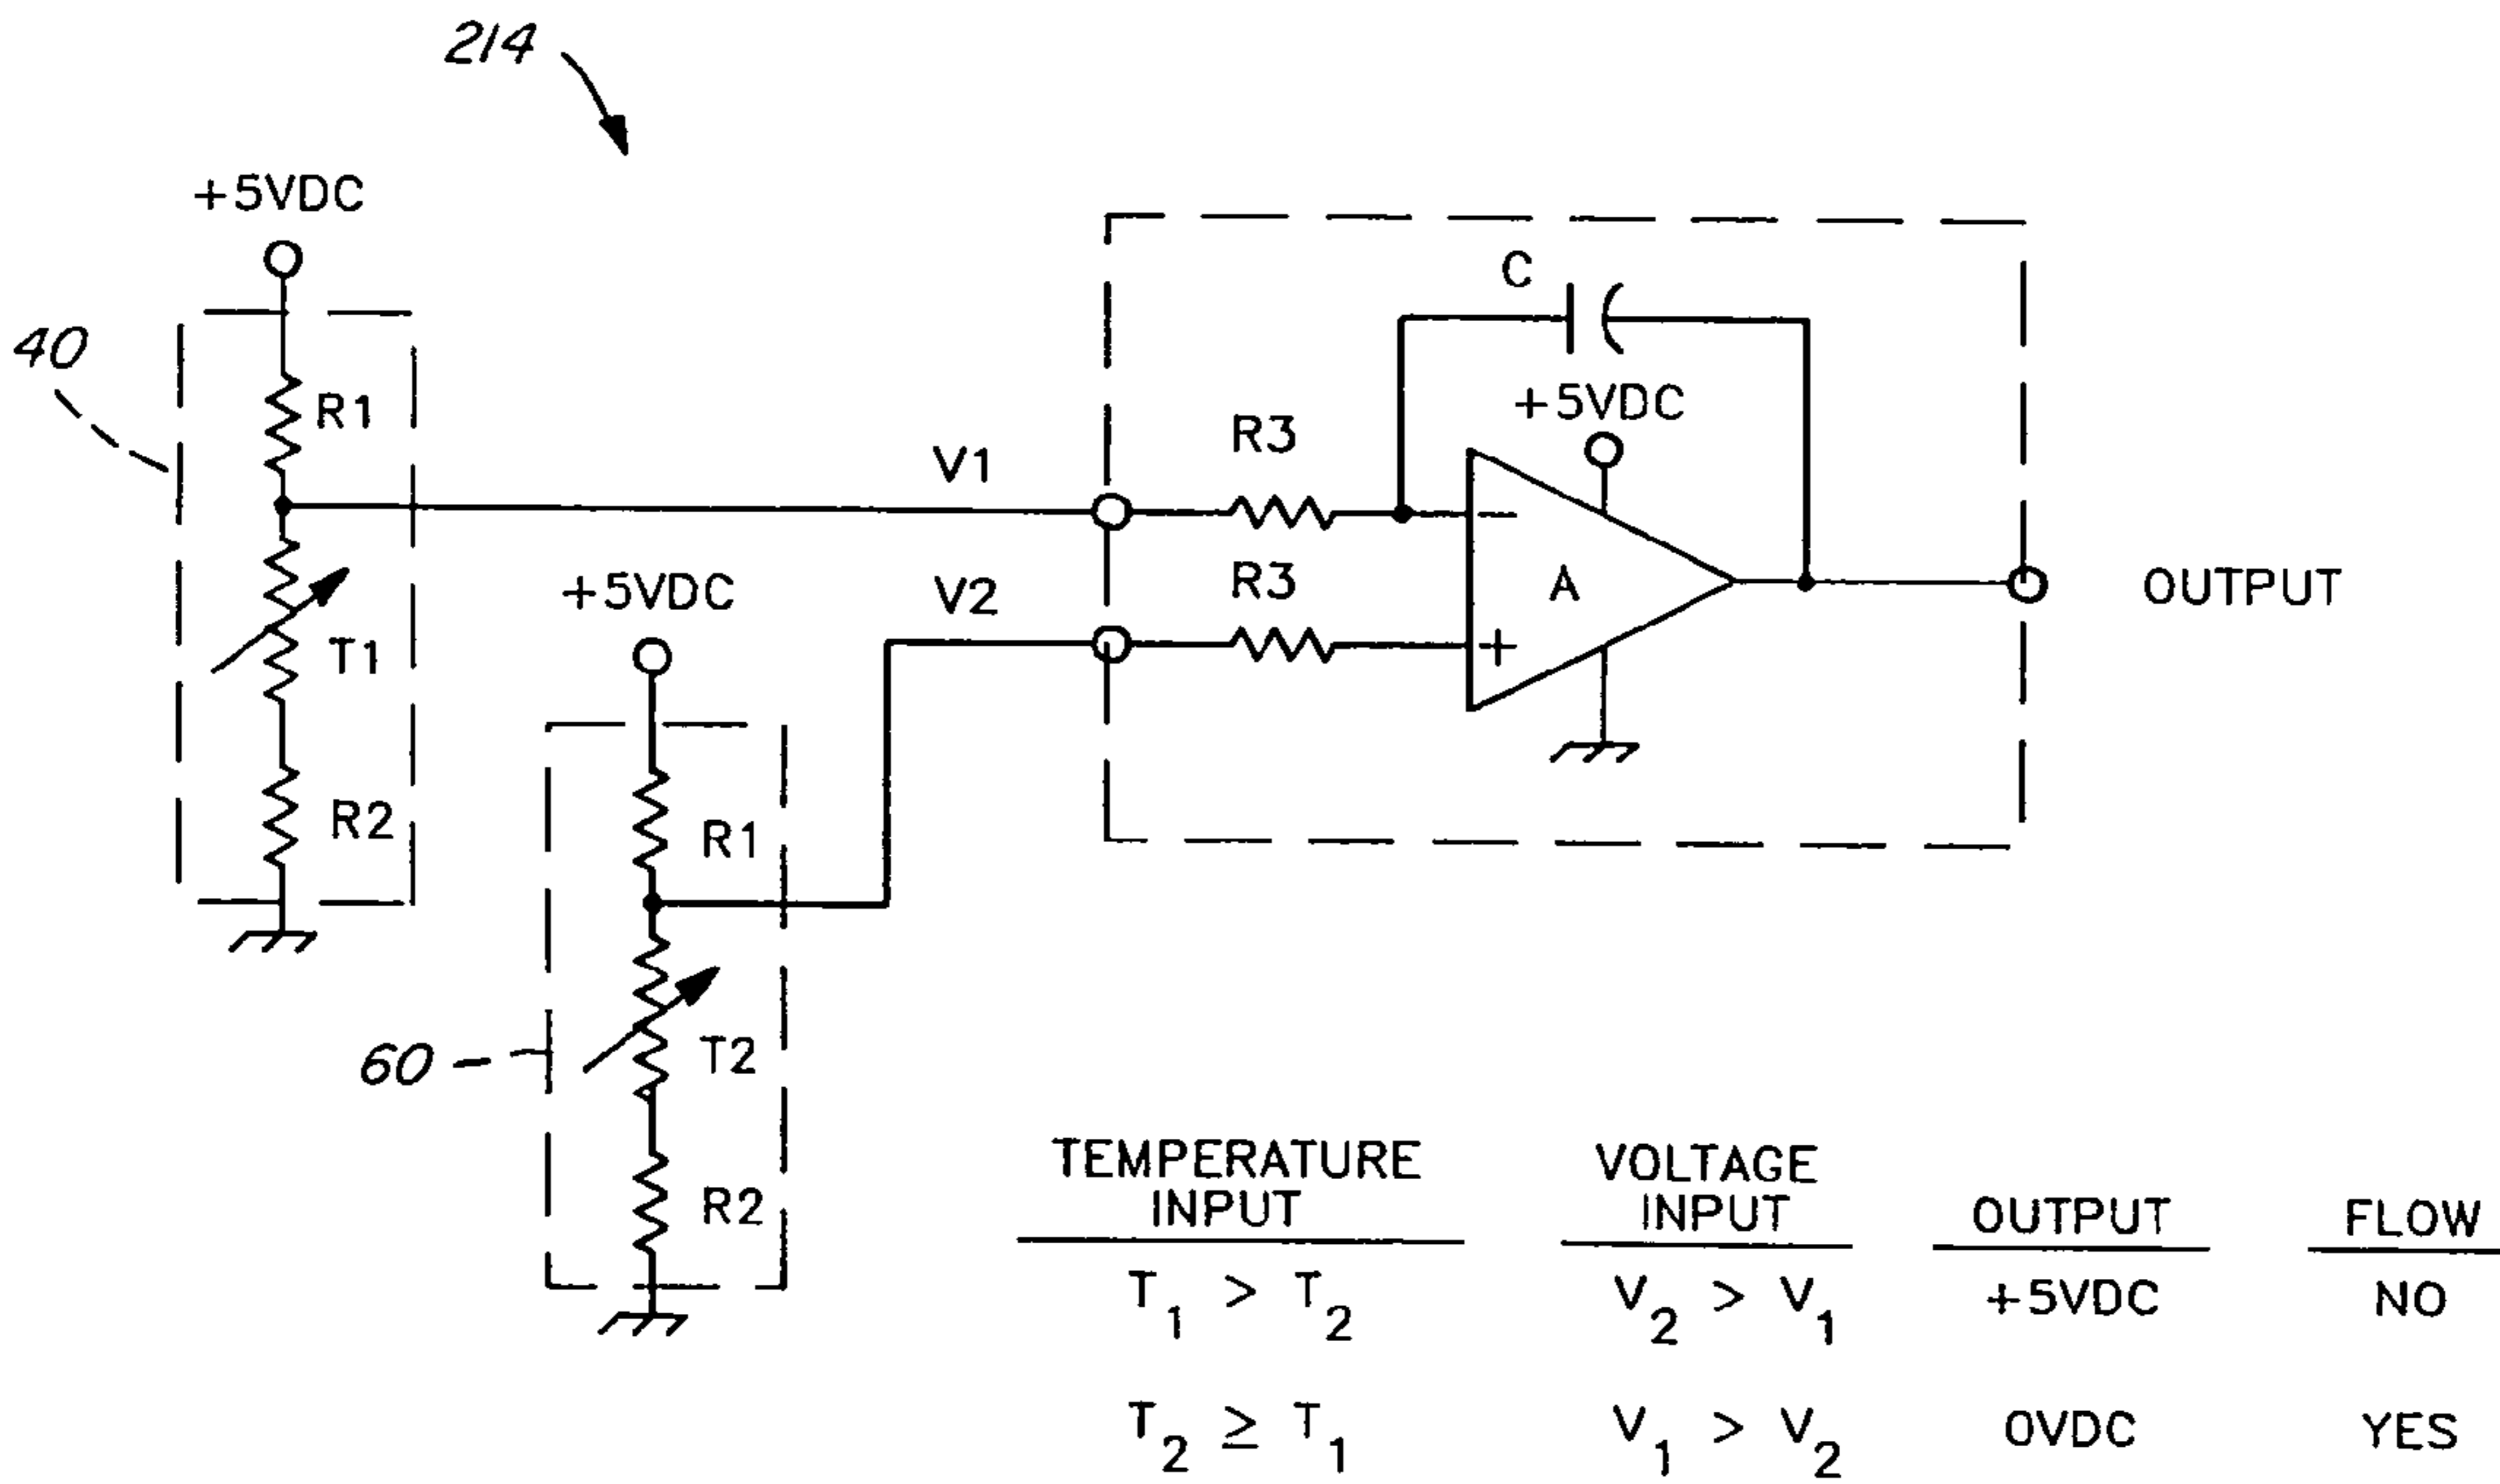 214
+5VDC
40
R1
T1
R2
+5VDC
60
R1
T2
R2
V1
V2
R3
R3
C
+5VDC
−
A
+
OUTPUT
TEMPERATURE INPUT VOLTAGE INPUT OUTPUT FLOW
T1 > T2 V2 > V1 +5VDC NO
T2 ≥ T1 V1 > V2 0VDC YES